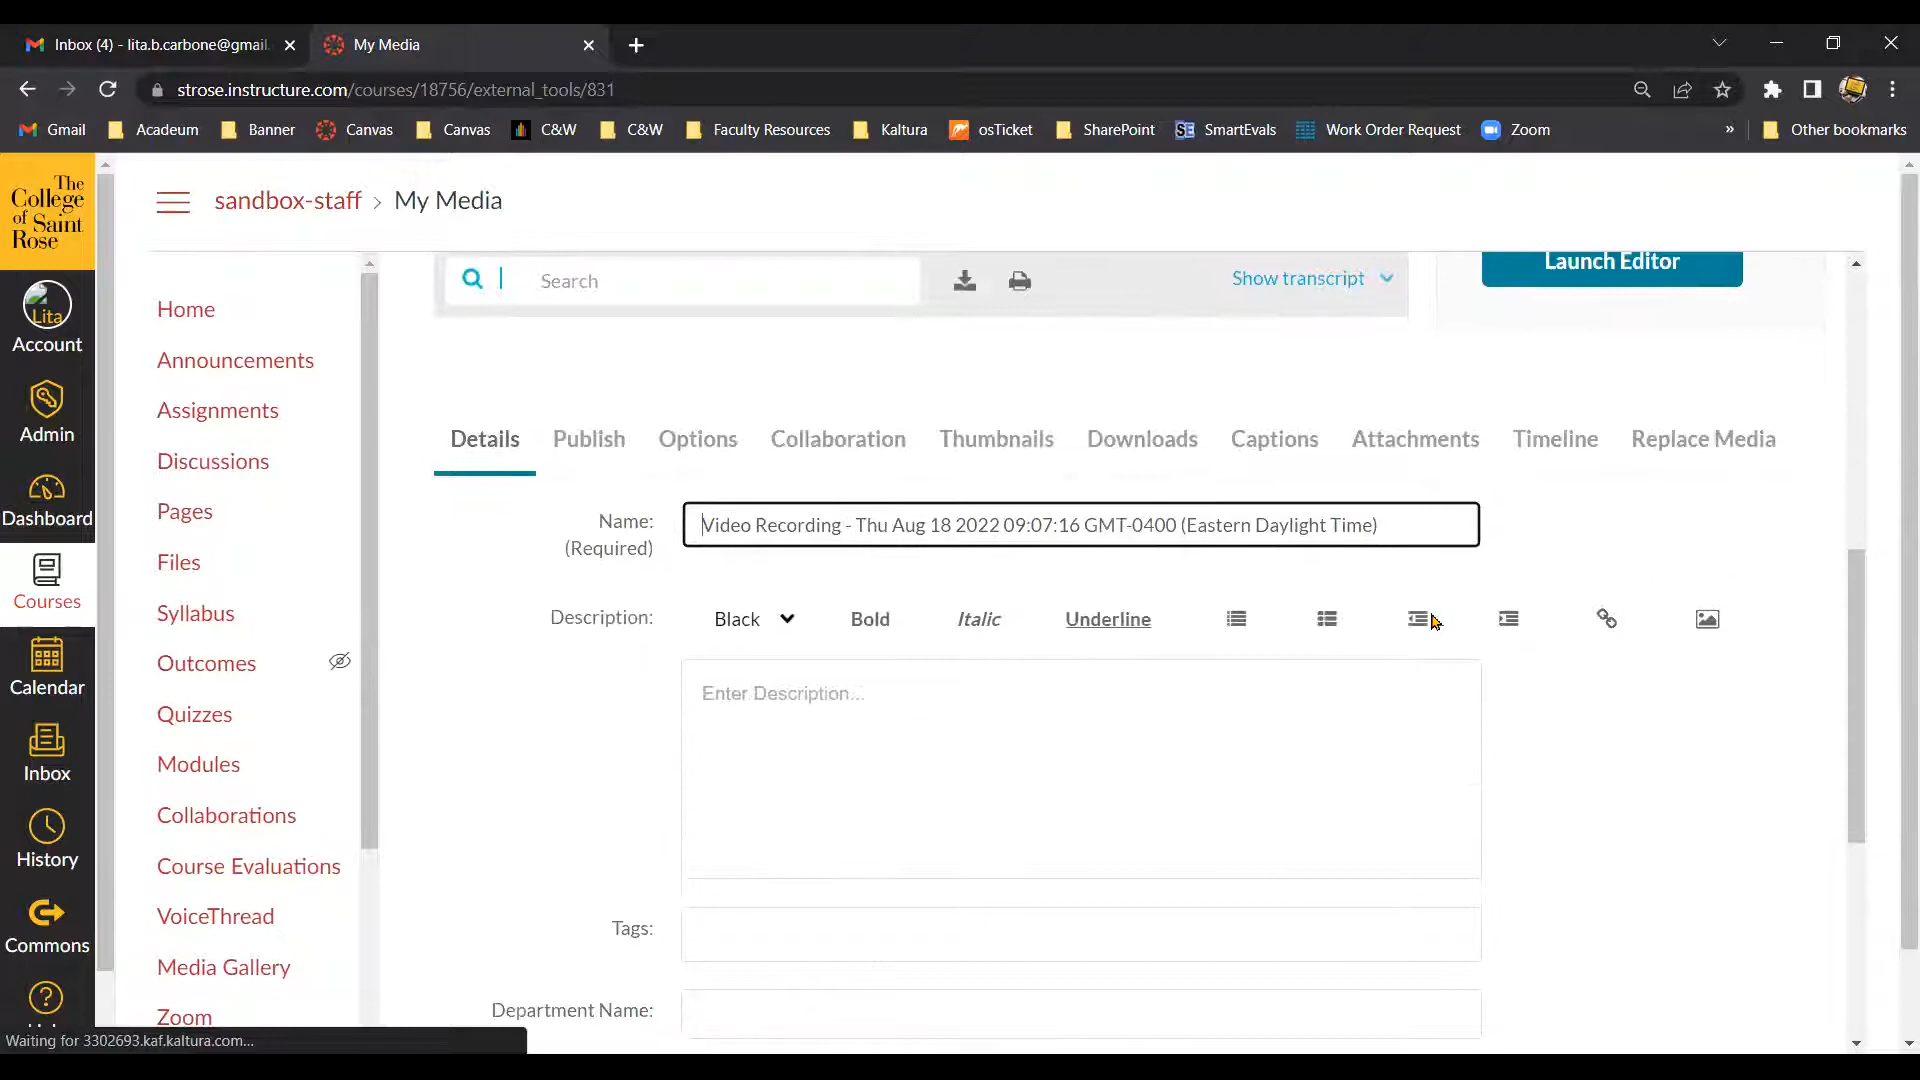 Inbox (4) - lita.b.carbone@gmail.
My Media
strose.instructure.com/courses/18756/external_tools/831
Gmail
Acadeum
Banner
Canvas
Canvas
C&W
C&W
Faculty Resources
Kaltura
osTicket
SharePoint
SE
SmartEvals
Work Order Request
Zoom
»
Other bookmarks
The
College
of Saint
Rose
sandbox-staff › My Media
Search
Show transcript
Launch Editor
Lita
Account
Admin
Dashboard
Courses
Calendar
Inbox
History
Commons
Home
Announcements
Assignments
Discussions
Pages
Files
Syllabus
Outcomes
Quizzes
Modules
Collaborations
Course Evaluations
VoiceThread
Media Gallery
Zoom
Details
Publish
Options
Collaboration
Thumbnails
Downloads
Captions
Attachments
Timeline
Replace Media
Name:
(Required)
Video Recording - Thu Aug 18 2022 09:07:16 GMT-0400 (Eastern Daylight Time)
Description:
Black
Bold
Italic
Underline
Enter Description...
Tags:
Department Name:
Waiting for 3302693.kaf.kaltura.com...